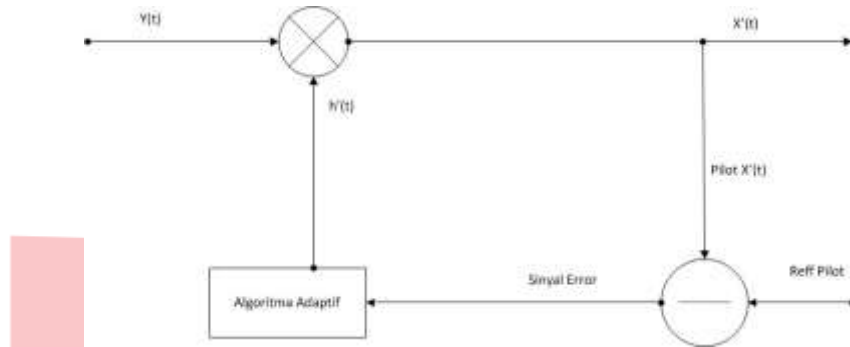 Y(t)
X'(t)
h'(t)
Pilot X'(t)
Reff Pilot
Sinyal Error
Algoritma Adaptif